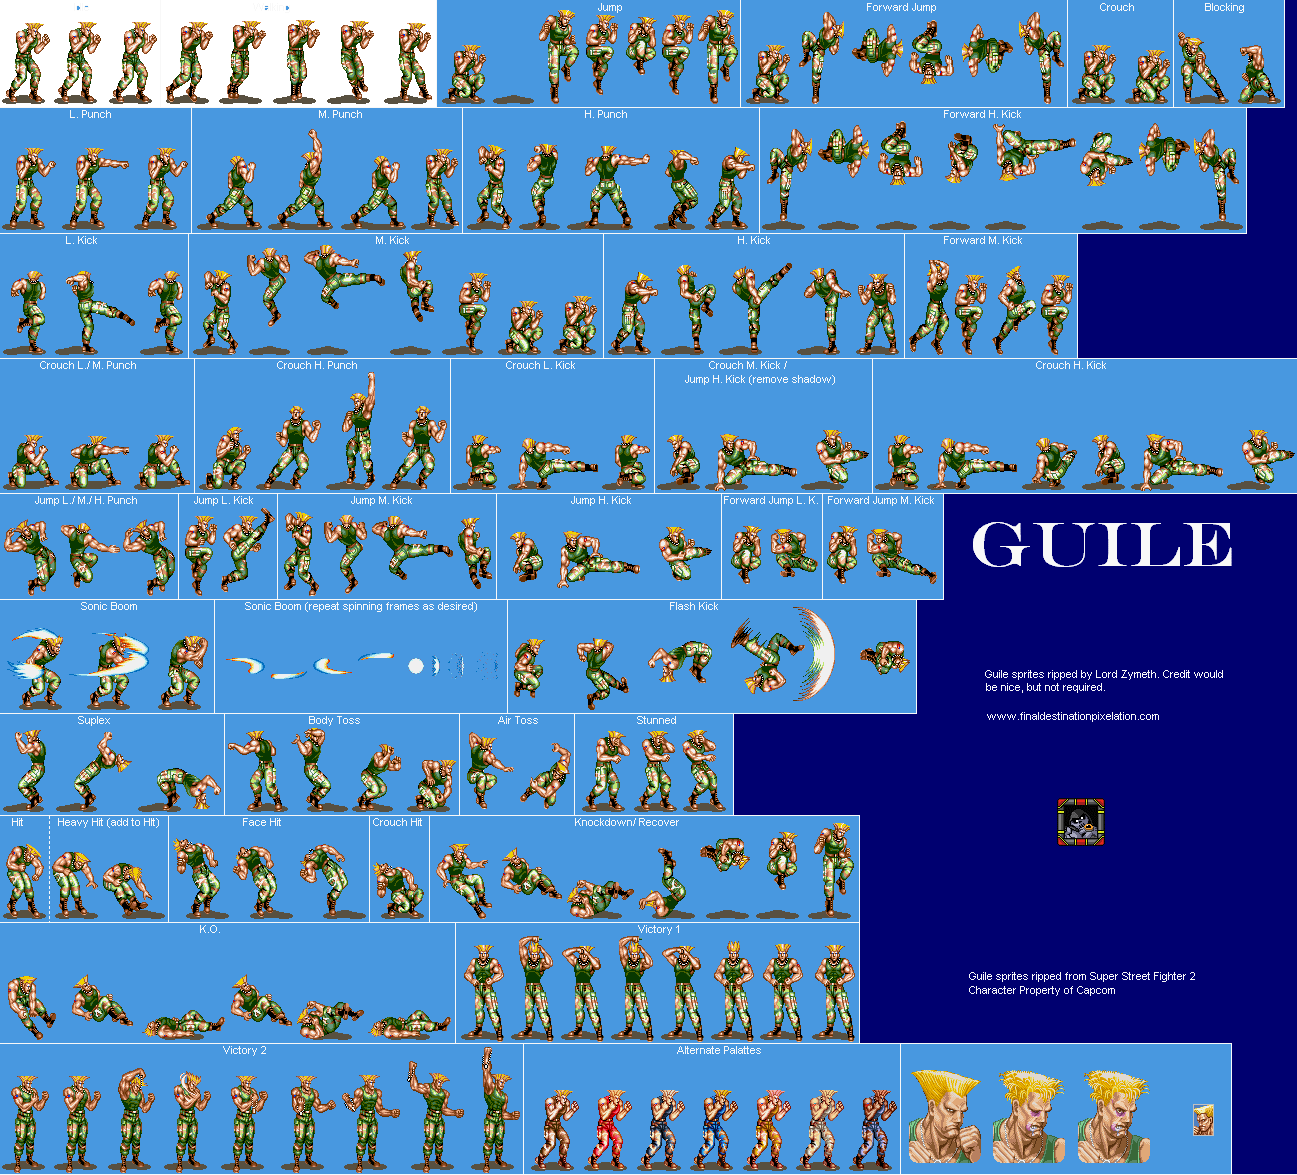 Jump
Forward Jump
Crouch
Blocking
L. Punch
M. Punch
H. Punch
Forward H. Kick
L. Kick
M. Kick
H. Kick
Forward M. Kick
Crouch L./ M. Punch
Crouch H. Punch
Crouch L. Kick
Crouch M. Kick /
Jump H. Kick (remove shadow)
Crouch H. Kick
Jump L./ M./ H. Punch
Jump L. Kick
Jump M. Kick
Jump H. Kick
Forward Jump L. K.
Forward Jump M. Kick
GUILE
Sonic Boom
Sonic Boom (repeat spinning frames as desired)
Flash Kick
Guile sprites ripped by Lord Zymeth. Credit would
be nice, but not required.
www.finaldestinationpixelation.com
Suplex
Body Toss
Air Toss
Stunned
Hit
Heavy Hit (add to HIt)
Face Hit
Crouch Hit
Knockdown/ Recover
K.O.
Victory 1
Guile sprites ripped from Super Street Fighter 2
Character Property of Capcom
Victory 2
Alternate Palattes